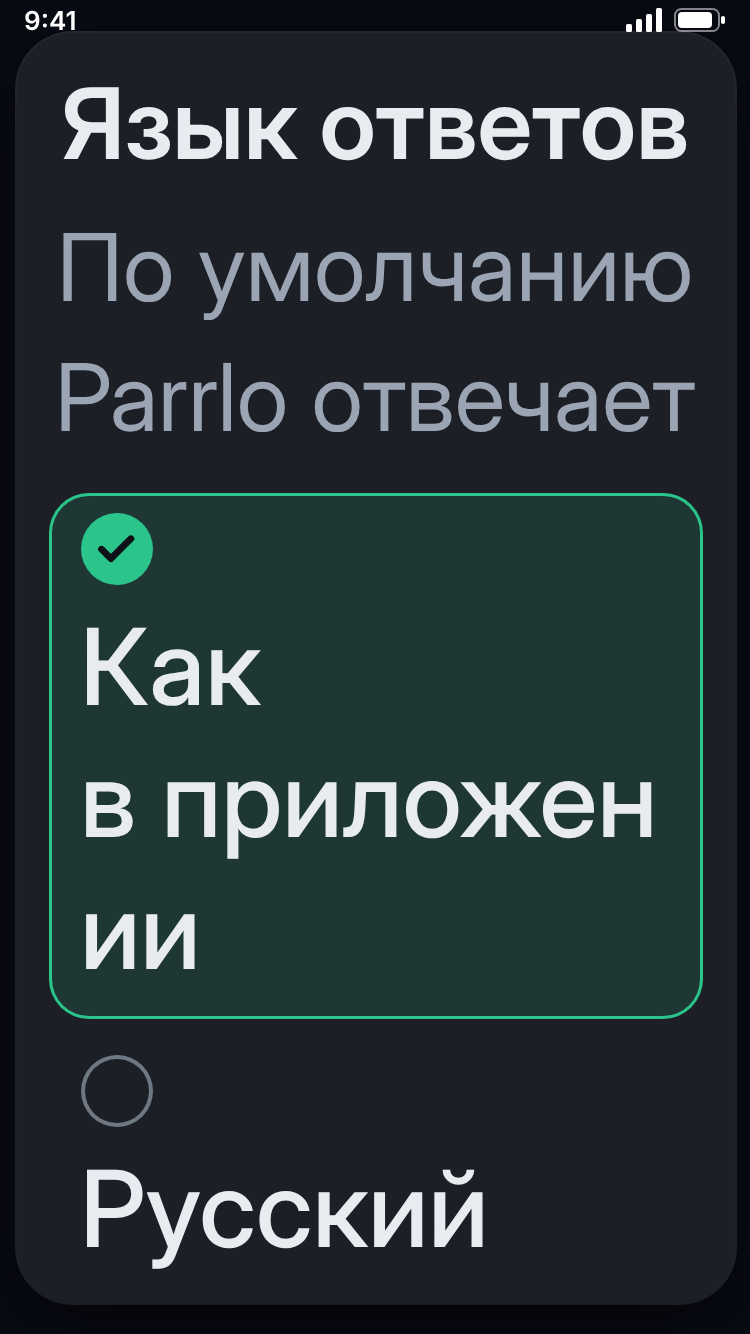 9:41
Язык ответов
По умолчанию
Parrlo отвечает
Как
в приложен
ии
Русский